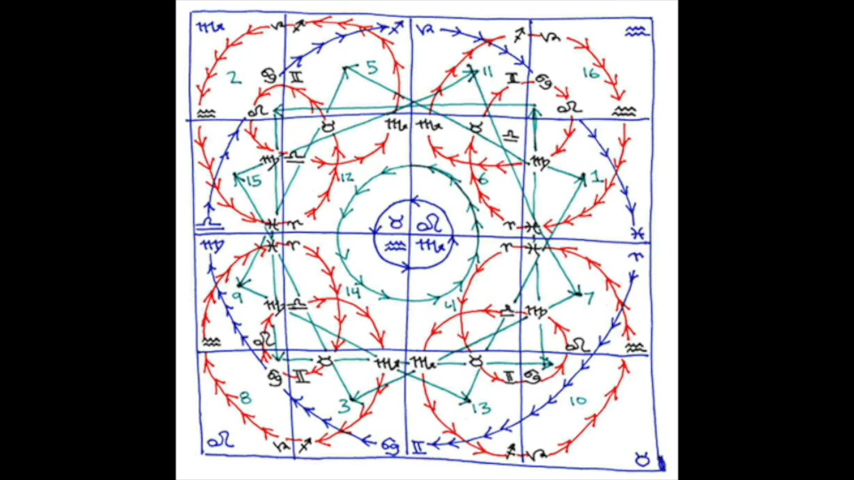 ♏ ♑ ♐ ♐ ♑ ♐ ♑ ♒
2 ♋ ♊ 5 11 ♊ ♋ 16
♒ ♌ ♉ ♏ ♏ ♉ ♎ ♌ ♒
♍ ♎ ♍
15 12 6 1
♎ ♓ ♈ ♉ ♌ ♈ ♓ ♓
♍ ♓ ♈ ♒ ♏ ♈ ♓ ♈
9 14 4 7
♍ ♎ ♎ ♍
♒ ♌ ♌ ♒
♉ ♏ ♏ ♉
♋ ♊ ♊ ♋
8 3 13 10
♌ ♑ ♐ ♋ ♊ ♐ ♑ ♉